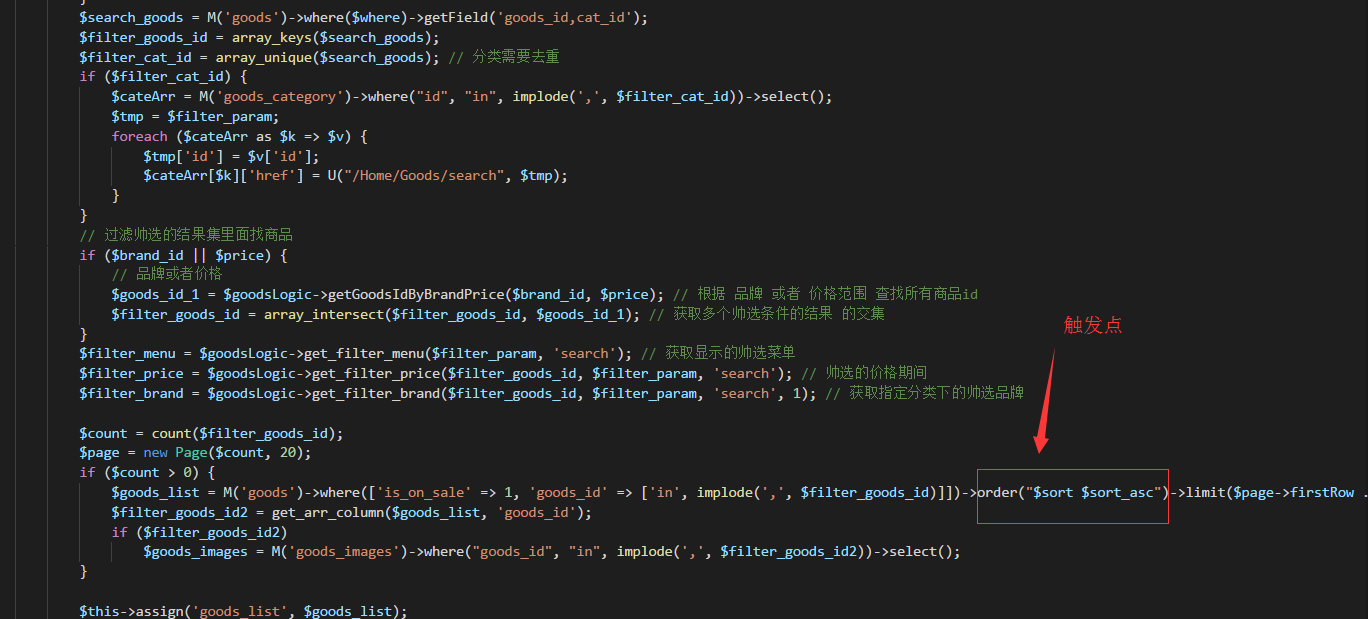 }
$search_goods = M('goods')->where($where)->getField('goods_id,cat_id');
$filter_goods_id = array_keys($search_goods);
$filter_cat_id = array_unique($search_goods); // 分类需要去重
if ($filter_cat_id) {
$cateArr = M('goods_category')->where("id", "in", implode(',', $filter_cat_id))->select();
$tmp = $filter_param;
foreach ($cateArr as $k => $v) {
$tmp['id'] = $v['id'];
$cateArr[$k]['href'] = U("/Home/Goods/search", $tmp);
}
}
// 过滤帅选的结果集里面找商品
if ($brand_id || $price) {
// 品牌或者价格
$goods_id_1 = $goodsLogic->getGoodsIdByBrandPrice($brand_id, $price); // 根据 品牌 或者 价格范围 查找所有商品id
$filter_goods_id = array_intersect($filter_goods_id, $goods_id_1); // 获取多个帅选条件的结果 的交集
}
触发点
$filter_menu = $goodsLogic->get_filter_menu($filter_param, 'search'); // 获取显示的帅选菜单
$filter_price = $goodsLogic->get_filter_price($filter_goods_id, $filter_param, 'search'); // 帅选的价格期间
$filter_brand = $goodsLogic->get_filter_brand($filter_goods_id, $filter_param, 'search', 1); // 获取指定分类下的帅选品牌
$count = count($filter_goods_id);
$page = new Page($count, 20);
if ($count > 0) {
$goods_list = M('goods')->where(['is_on_sale' => 1, 'goods_id' => ['in', implode(',', $filter_goods_id)]])->order("$sort $sort_asc")->limit($page->firstRow .
$filter_goods_id2 = get_arr_column($goods_list, 'goods_id');
if ($filter_goods_id2)
$goods_images = M('goods_images')->where("goods_id", "in", implode(',', $filter_goods_id2))->select();
}
$this->assign('goods_list', $goods_list);